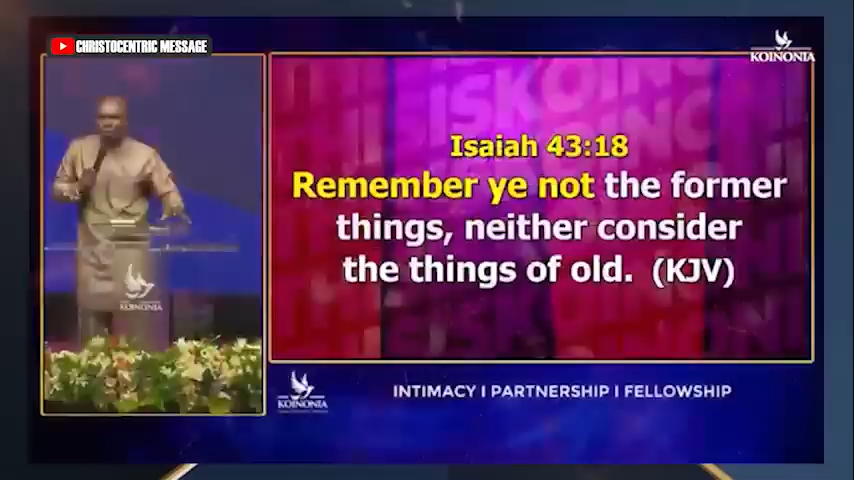 CHRISTOCENTRIC MESSAGE
KOINONIA
Isaiah 43:18
Remember ye not the former
things, neither consider
the things of old. (KJV)
KOINONIA
KOINONIA
INTIMACY I PARTNERSHIP I FELLOWSHIP